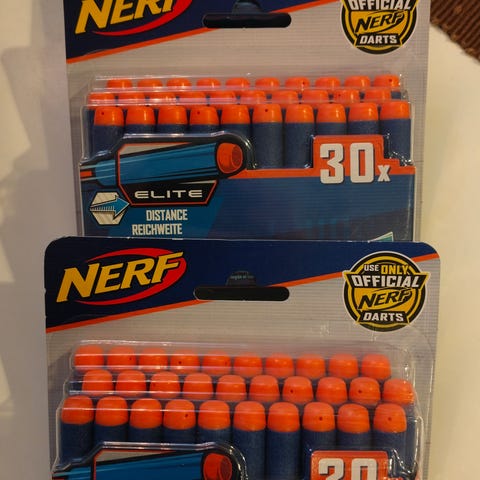 NERF
OFFICIAL
NERF
DARTS
30x
ELITE
DISTANCE
REICHWEITE
NERF
USE ONLY
OFFICIAL
NERF
DARTS